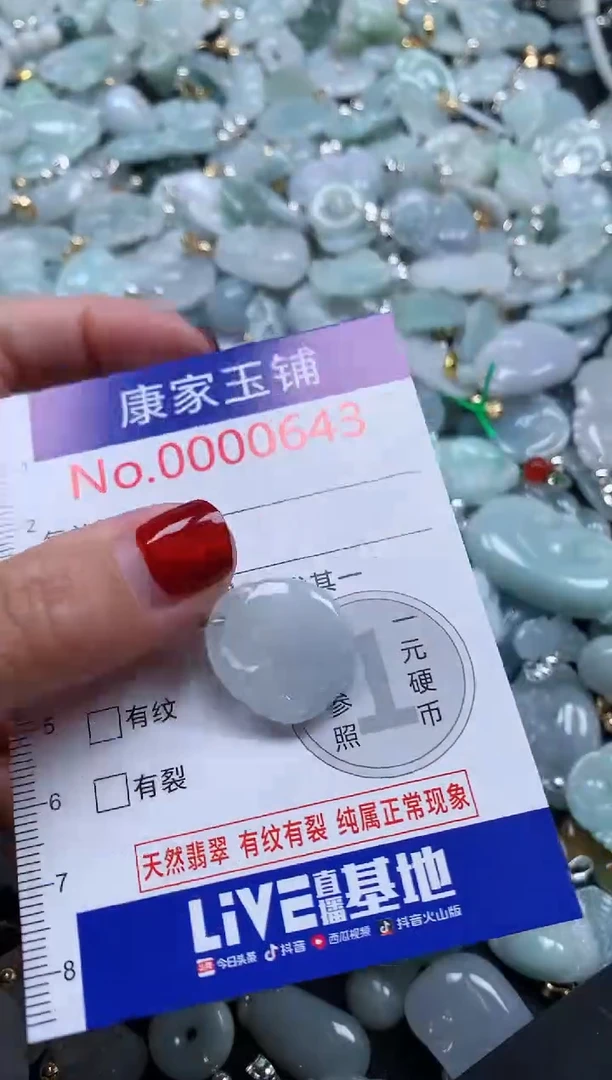 康家玉铺
No.0000643
2
其一
一元硬币
1
参照
5
有纹
6
有裂
天然翡翠 有纹有裂 纯属正常现象
7
LiVE直播基地
今日头条 抖音 西瓜视频 抖音火山版
8